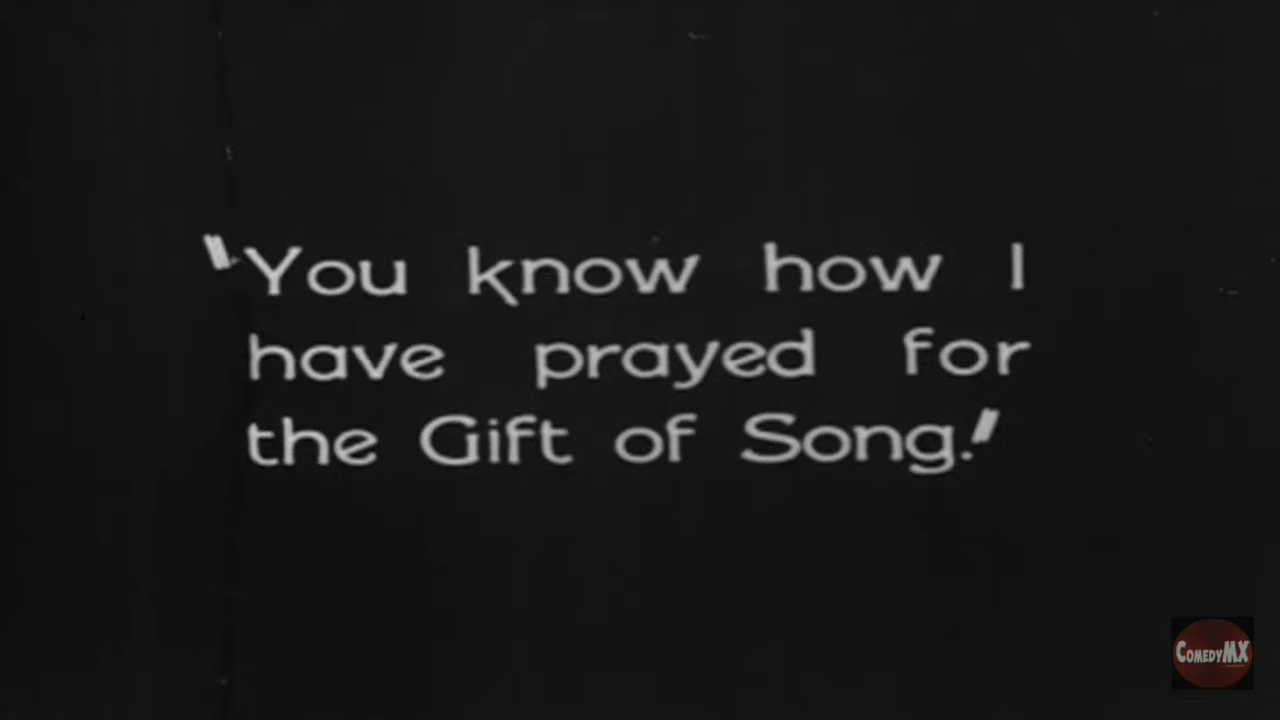 "You know how I
have prayed for
the Gift of Song."
ComedyMX